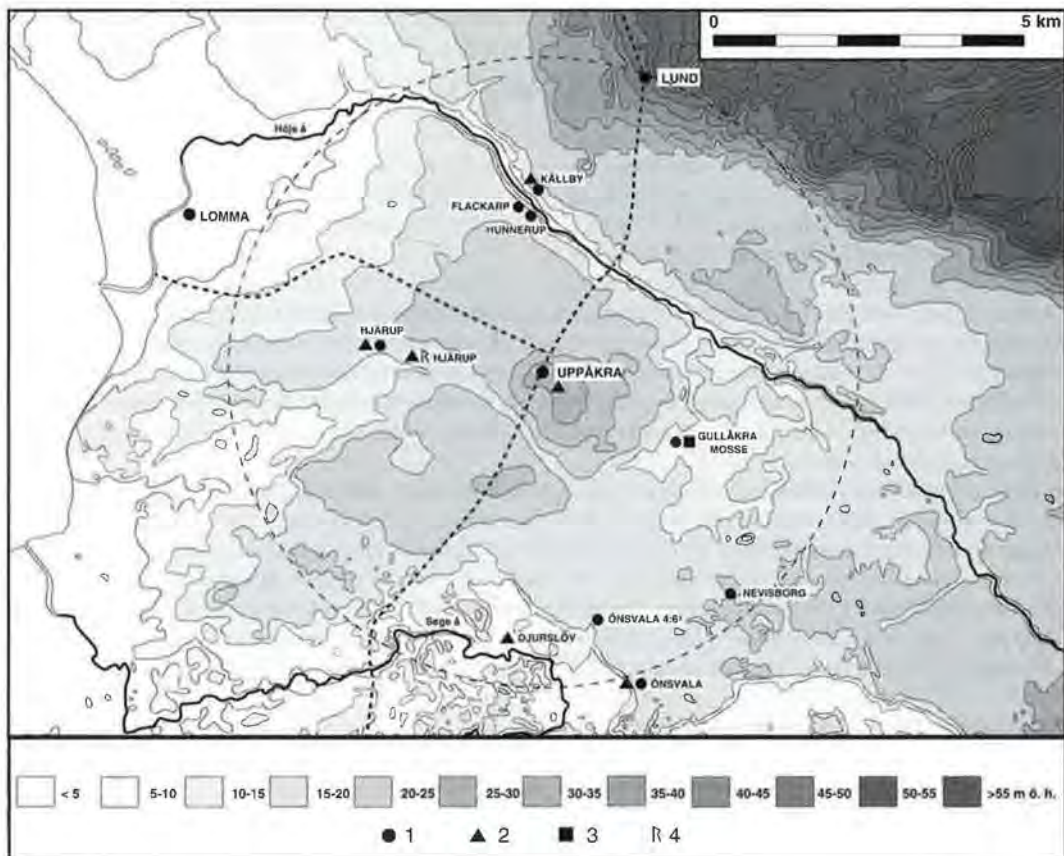 0 5 km
LUND
Höje å
KÄLLBY
LOMMA
FLACKARP
HUNNERUP
HJÄRUP
ᚱ HJÄRUP
UPPÅKRA
GULLÅKRA
MOSSE
NEVISBORG
ÖNSVALA 4:6
Sege å
DJURSLÖV
ÖNSVALA
< 5 5-10 10-15 15-20 20-25 25-30 30-35 35-40 40-45 45-50 50-55 >55 m ö. h.
1 2 3 ᚱ 4